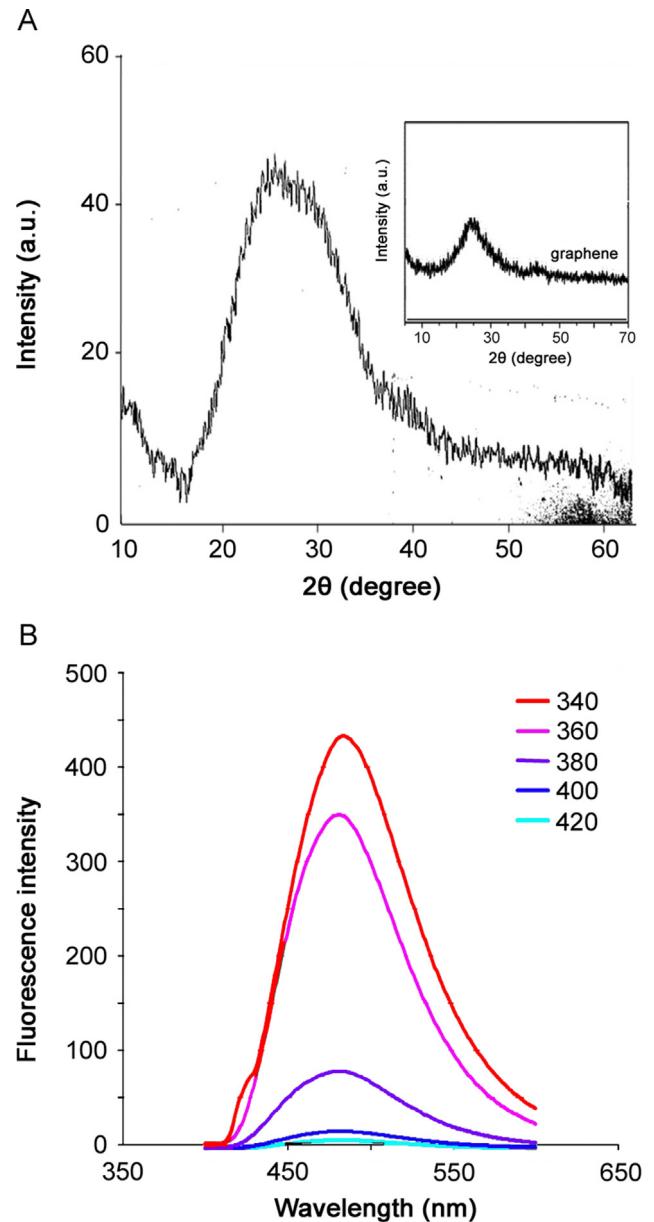 A
60
40
20
0
Intensity (a.u.)
10 20 30 40 50 60
2θ (degree)
Intensity (a.u.)
graphene
10 30 50 70
2θ (degree)
B
500
400
300
200
100
0
Fluorescence intensity
340
360
380
400
420
350 450 550 650
Wavelength (nm)